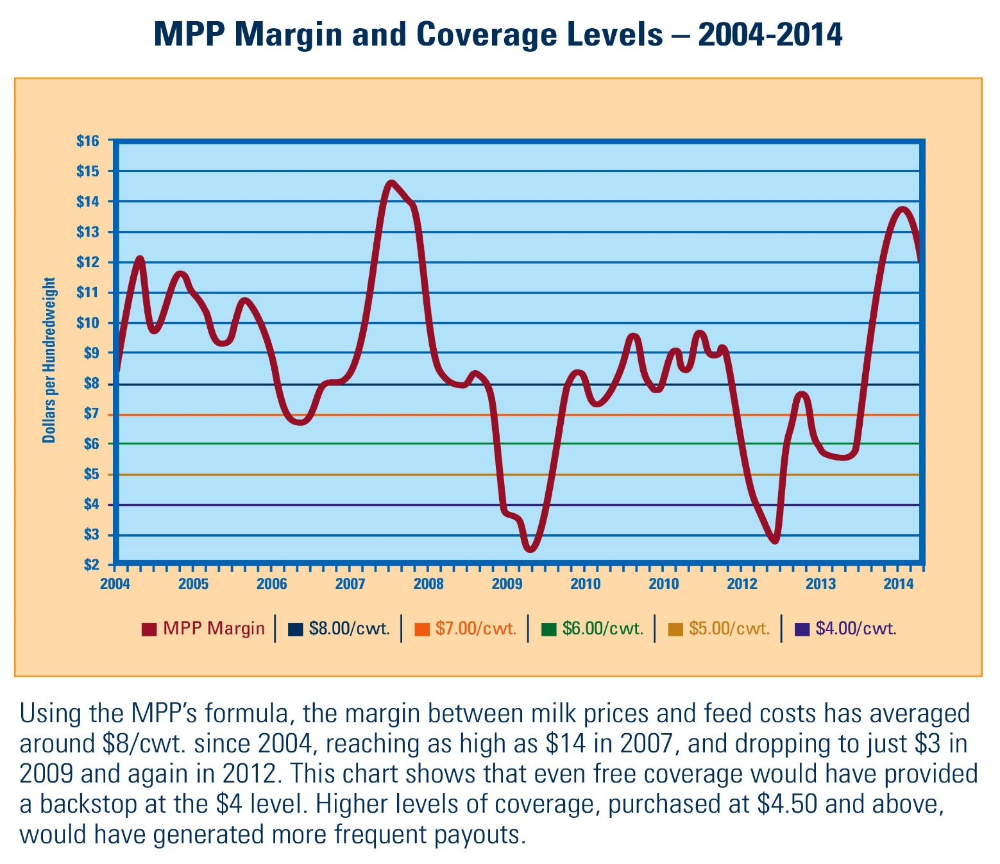 MPP Margin and Coverage Levels – 2004-2014
Dollars per Hundredweight
$16
$15
$14
$13
$12
$11
$10
$9
$8
$7
$6
$5
$4
$3
$2
2004 2005 2006 2007 2008 2009 2010 2010 2012 2013 2014
MPP Margin $8.00/cwt. $7.00/cwt. $6.00/cwt. $5.00/cwt. $4.00/cwt.
Using the MPP’s formula, the margin between milk prices and feed costs has averaged
around $8/cwt. since 2004, reaching as high as $14 in 2007, and dropping to just $3 in
2009 and again in 2012. This chart shows that even free coverage would have provided
a backstop at the $4 level. Higher levels of coverage, purchased at $4.50 and above,
would have generated more frequent payouts.